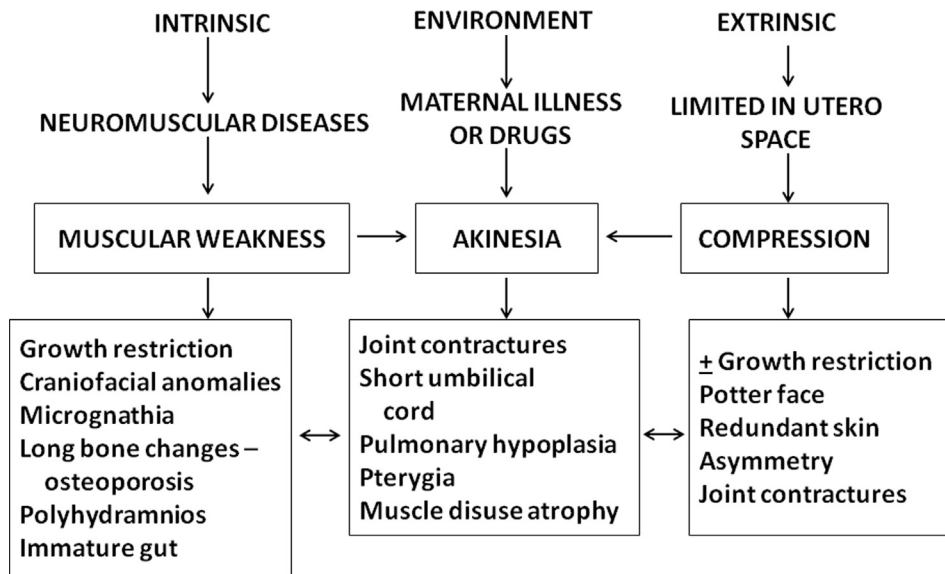 INTRINSIC
NEUROMUSCULAR DISEASES
MUSCULAR WEAKNESS
Growth restriction
Craniofacial anomalies
Micrognathia
Long bone changes –
osteoporosis
Polyhydramnios
Immature gut
ENVIRONMENT
MATERNAL ILLNESS
OR DRUGS
AKINESIA
Joint contractures
Short umbilical
cord
Pulmonary hypoplasia
Pterygia
Muscle disuse atrophy
EXTRINSIC
LIMITED IN UTERO
SPACE
COMPRESSION
± Growth restriction
Potter face
Redundant skin
Asymmetry
Joint contractures